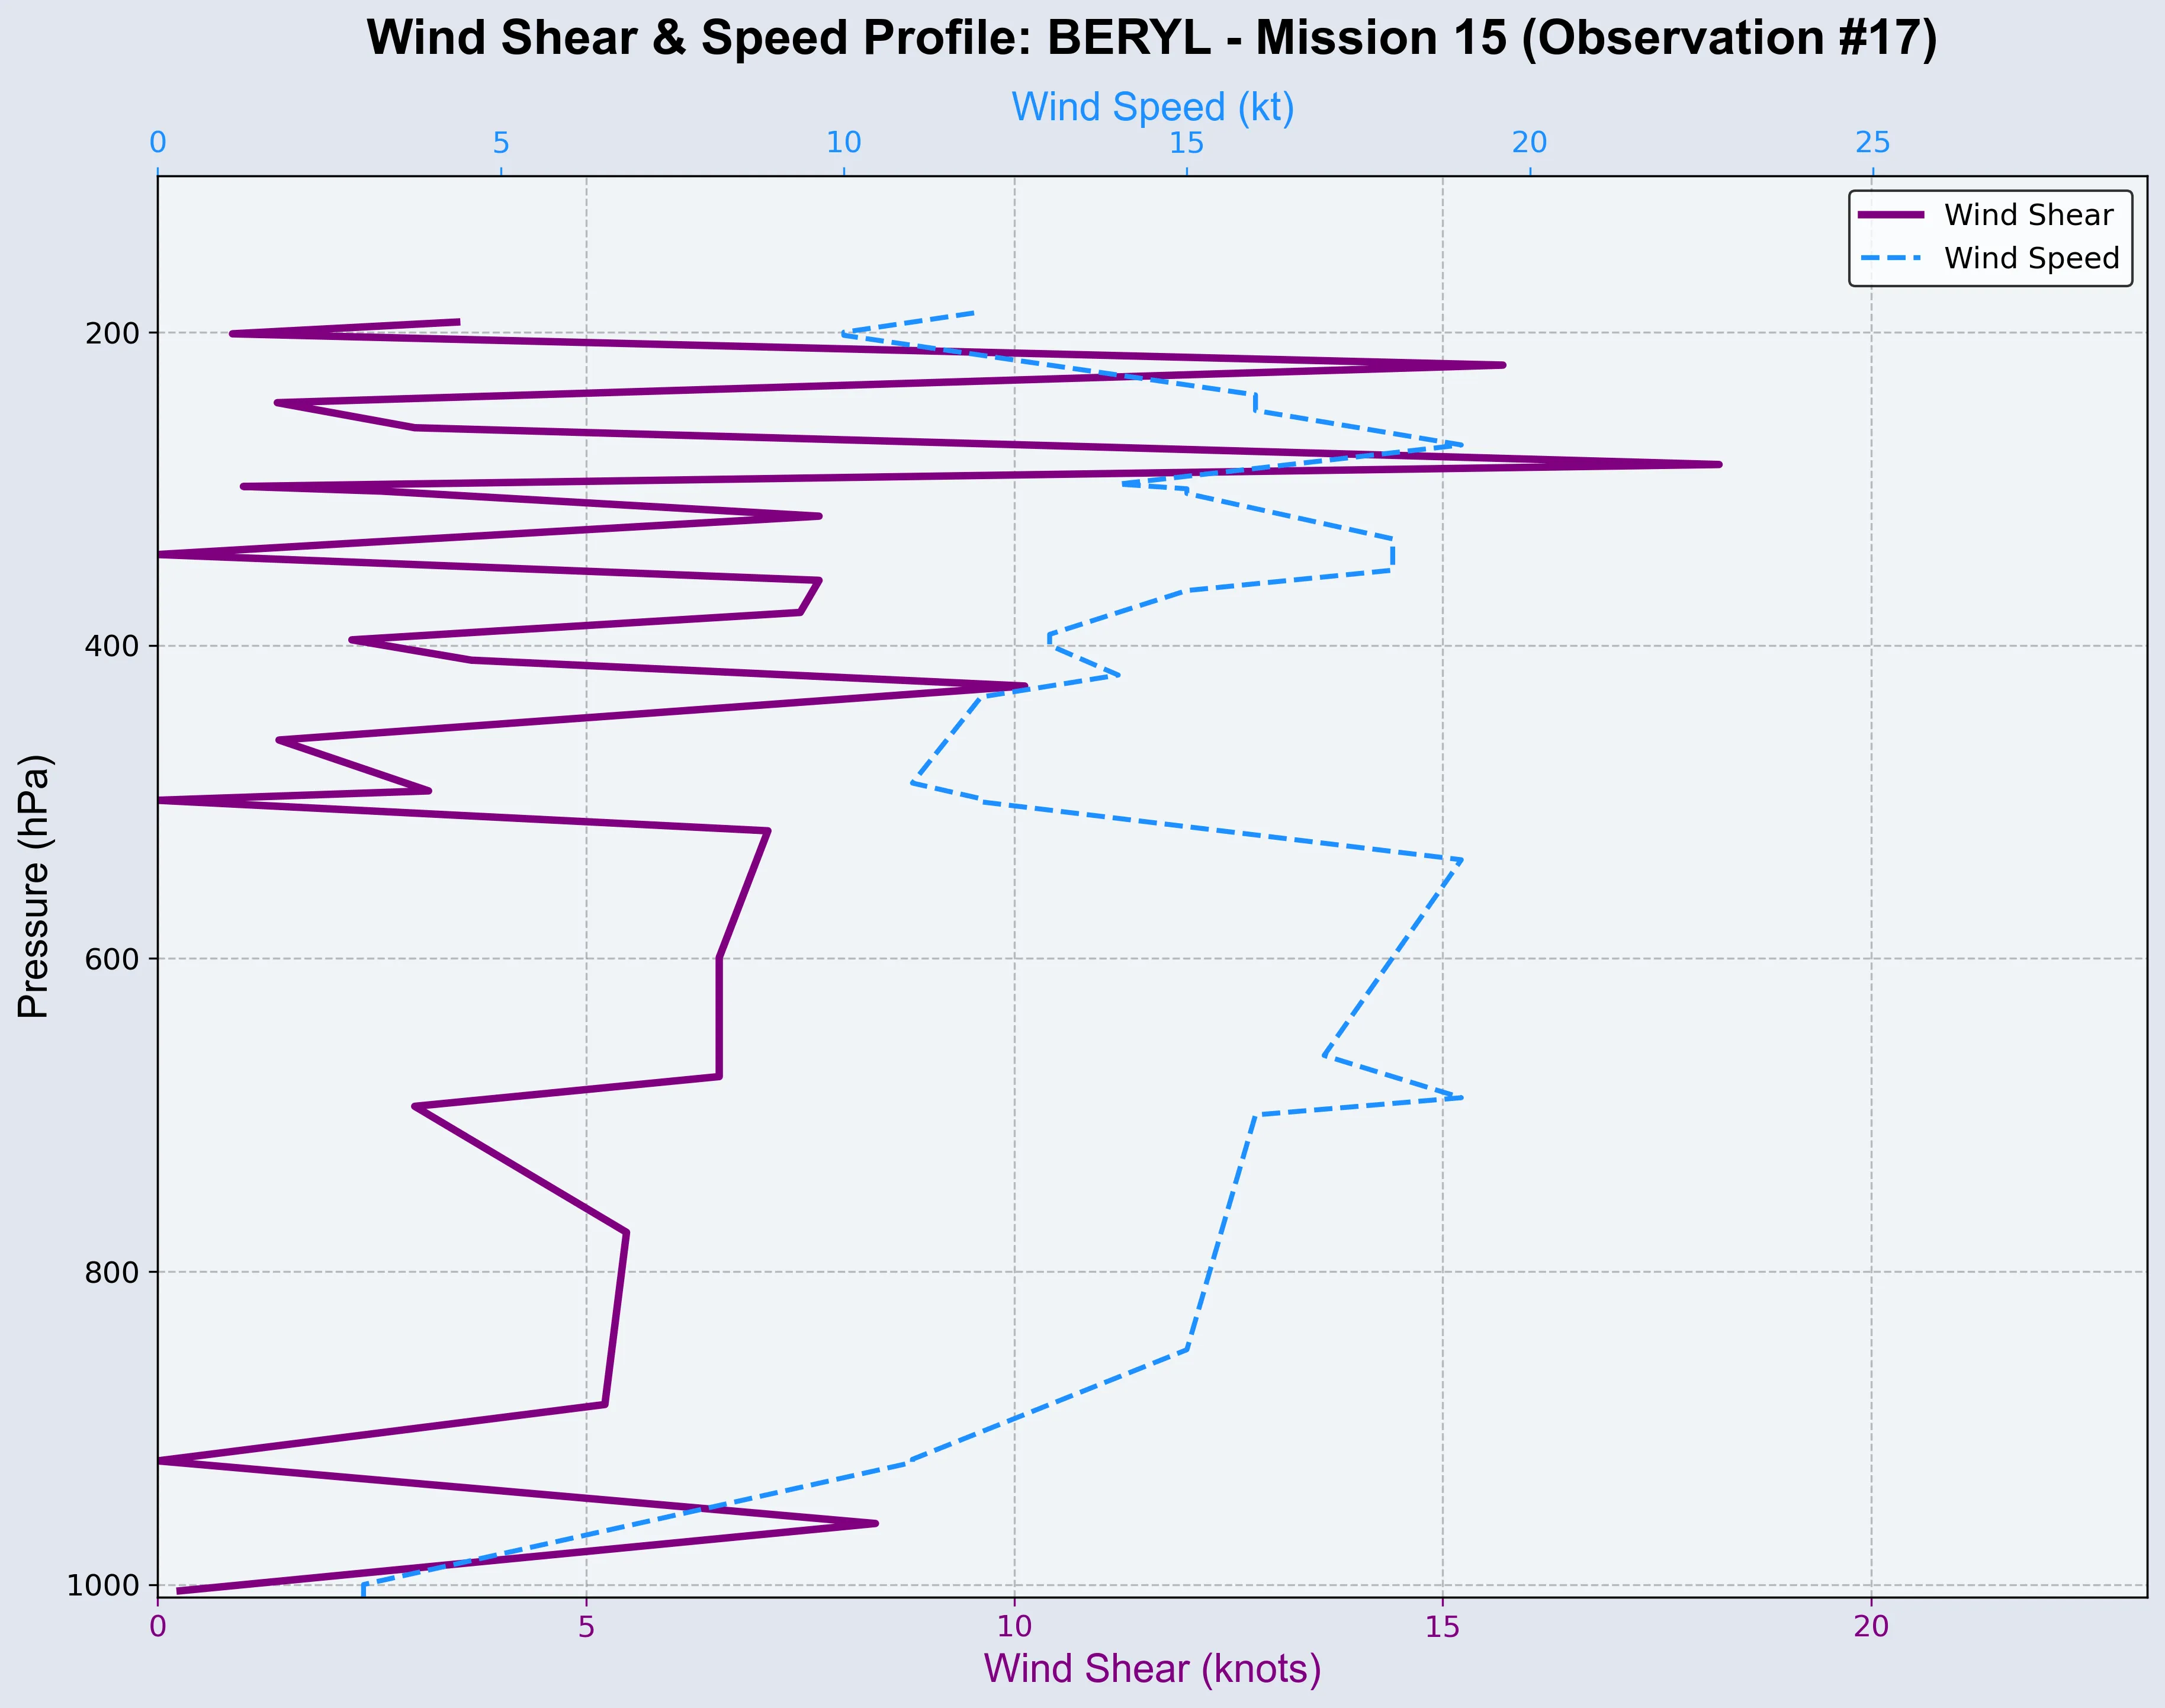 Wind Shear & Speed Profile: BERYL - Mission 15 (Observation #17)
Wind Speed (kt)
0 5 10 15 20 25
Wind Shear
Wind Speed
200
400
600
800
1000
Pressure (hPa)
0 5 10 15 20
Wind Shear (knots)